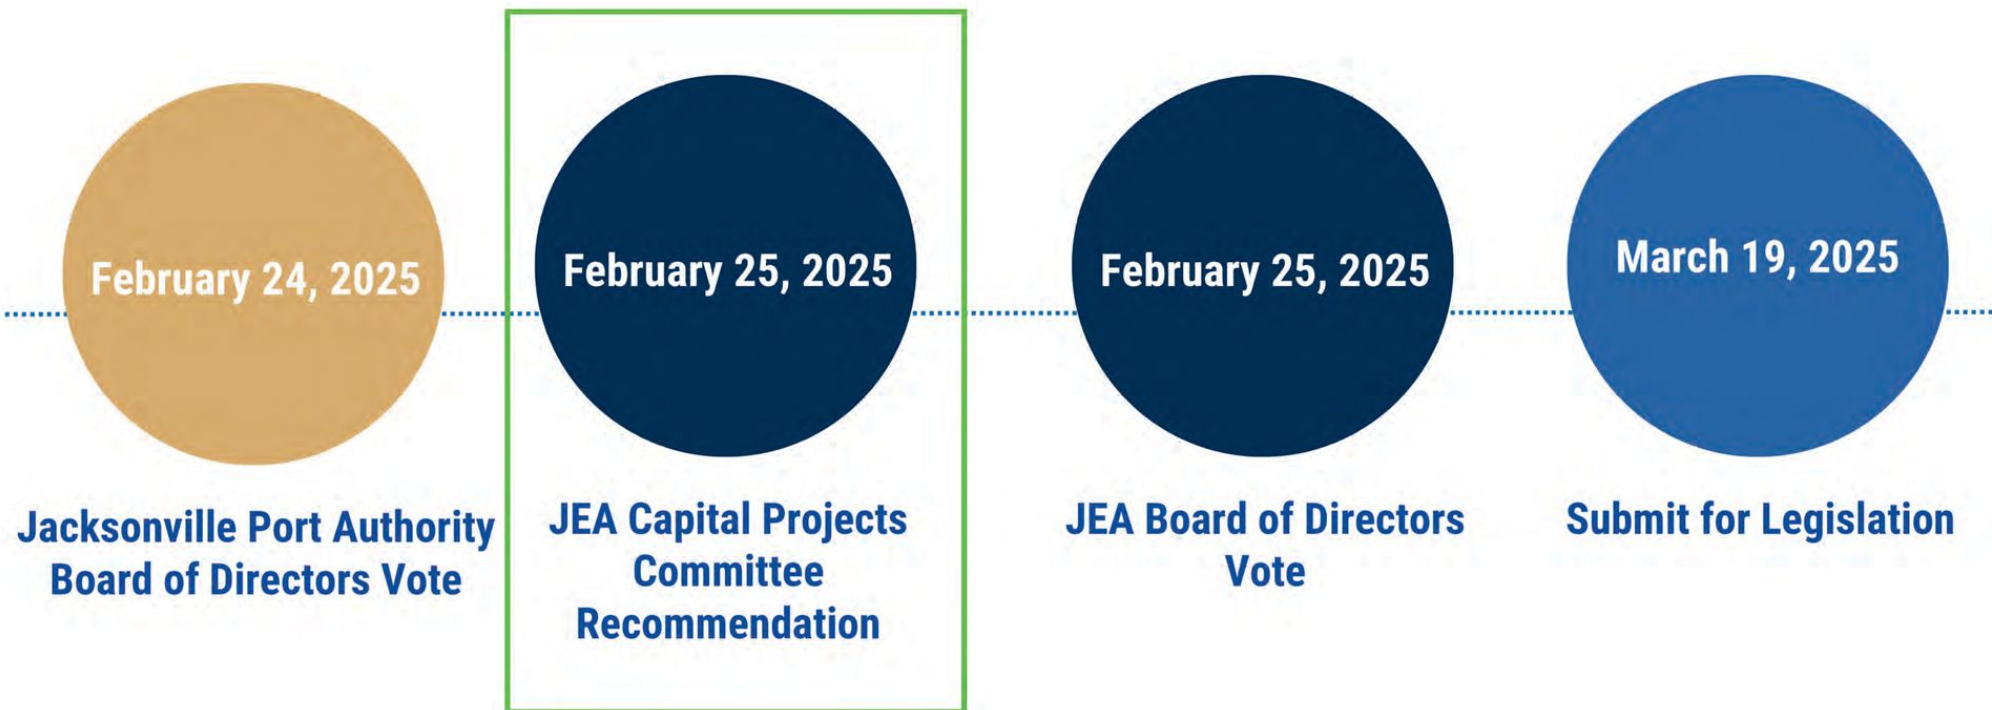 February 24, 2025
Jacksonville Port Authority
Board of Directors Vote
February 25, 2025
JEA Capital Projects
Committee
Recommendation
February 25, 2025
JEA Board of Directors
Vote
March 19, 2025
Submit for Legislation